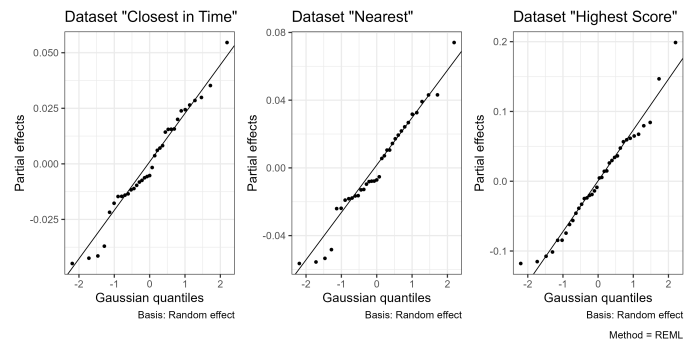 Dataset "Closest in Time"
Dataset "Nearest"
Dataset "Highest Score"
Partial effects
0.050
0.025
0.000
-0.025
-2
-1
0
1
2
Gaussian quantiles
Basis: Random effect
Partial effects
0.08
0.04
0.00
-0.04
-2
-1
0
1
2
Gaussian quantiles
Basis: Random effect
Partial effects
0.2
0.1
0.0
-0.1
-2
-1
0
1
2
Gaussian quantiles
Basis: Random effect
Method = REML